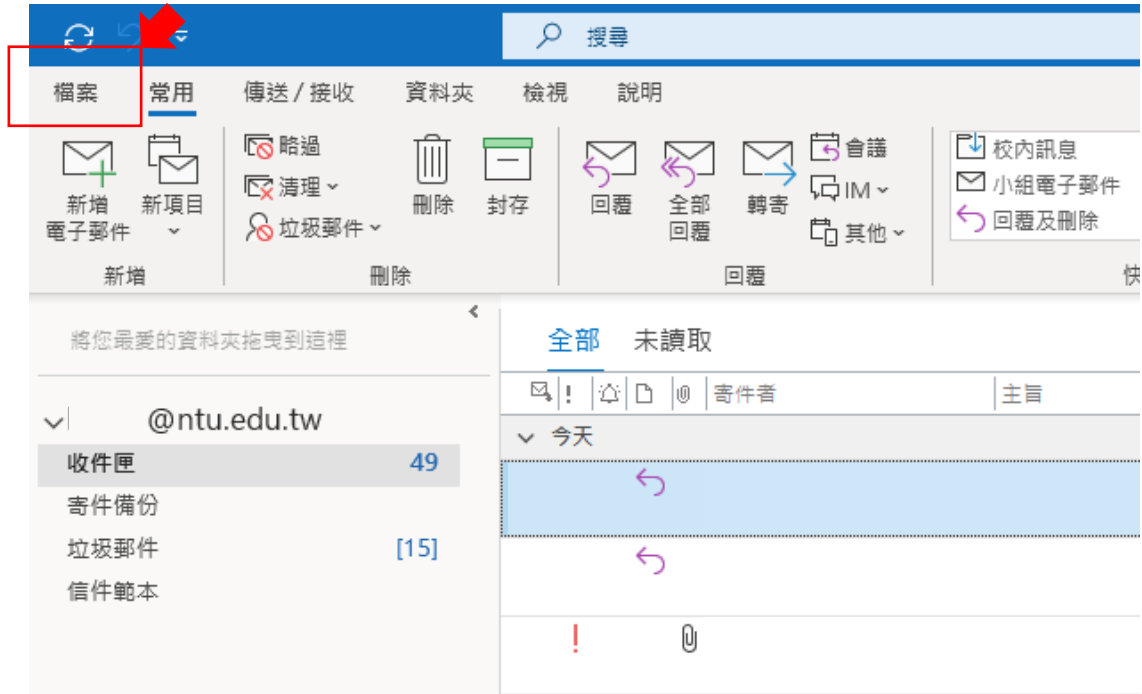 搜尋
檔案 常用 傳送 / 接收 資料夾 檢視 說明
新增
電子郵件
新項目
略過
清理
垃圾郵件
刪除
封存
回覆
全部
回覆
轉寄
會議
IM
其他
校內訊息
小組電子郵件
回覆及刪除
新增
刪除
回覆
快
將您最愛的資料夾拖曳到這裡
@ntu.edu.tw
收件匣 49
寄件備份
垃圾郵件 [15]
信件範本
全部 未讀取
! 寄件者 主旨
今天
!